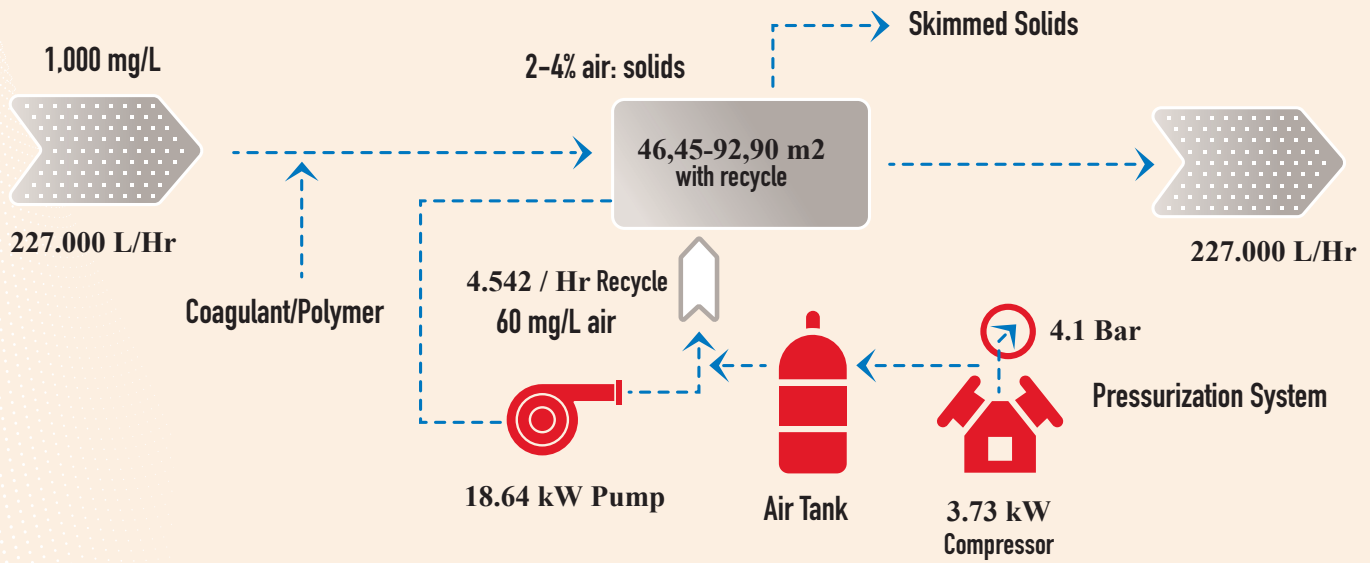 1,000 mg/L
227.000 L/Hr
Coagulant/Polymer
2–4% air: solids
Skimmed Solids
46,45-92,90 m2
with recycle
227.000 L/Hr
4.542 / Hr Recycle
60 mg/L air
4.1 Bar
Pressurization System
18.64 kW Pump
Air Tank
3.73 kW
Compressor